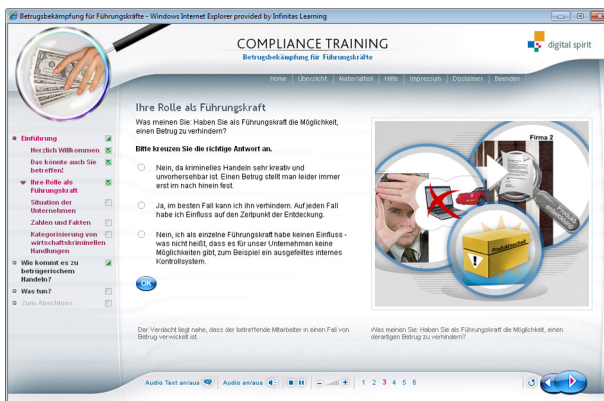 Betrugsbekämpfung für Führungskräfte - Windows Internet Explorer provided by Infinitas Learning
COMPLIANCE TRAINING
Betrugsbekämpfung für Führungskräfte
digital spirit
Home | Übersicht | Materialteil | Hilfe | Impressum | Disclaimer | Beenden
Ihre Rolle als Führungskraft
Was meinen Sie: Haben Sie als Führungskraft die Möglichkeit,
einen Betrug zu verhindern?
Bitte kreuzen Sie die richtige Antwort an.
Nein, da kriminelles Handeln sehr kreativ und
unvorhersehbar ist. Einen Betrug stellt man leider immer
erst im nach hinein fest.
Ja, im besten Fall kann ich ihn verhindern. Auf jeden Fall
habe ich Einfluss auf den Zeitpunkt der Entdeckung.
Nein, ich als einzelne Führungskraft habe keinen Einfluss -
was nicht heißt, dass es für unser Unternehmen keine
Möglichkeiten gibt, zum Beispiel ein ausgefeiltes internes
Kontrollsystem.
OK
Einführung
Herzlich Willkommen
Das könnte auch Sie
betreffen!
Ihre Rolle als
Führungskraft
Situation der
Unternehmen
Zahlen und Fakten
Kategorisierung von
wirtschaftskriminellen
Handlungen
Wie kommt es zu
betrügerischem
Handeln?
Was tun?
Zum Abschluss
Firma 2
Produkt-
entwicklung
Produktneuheit
Der Verdacht liegt nahe, dass der betreffende Mitarbeiter in einen Fall von
Betrug verwickelt ist.
Was meinen Sie: Haben Sie als Führungskraft die Möglichkeit, einen
derartigen Betrug zu verhindern?
Audio Text an/aus | Audio an/aus | 1 2 3 4 5 6